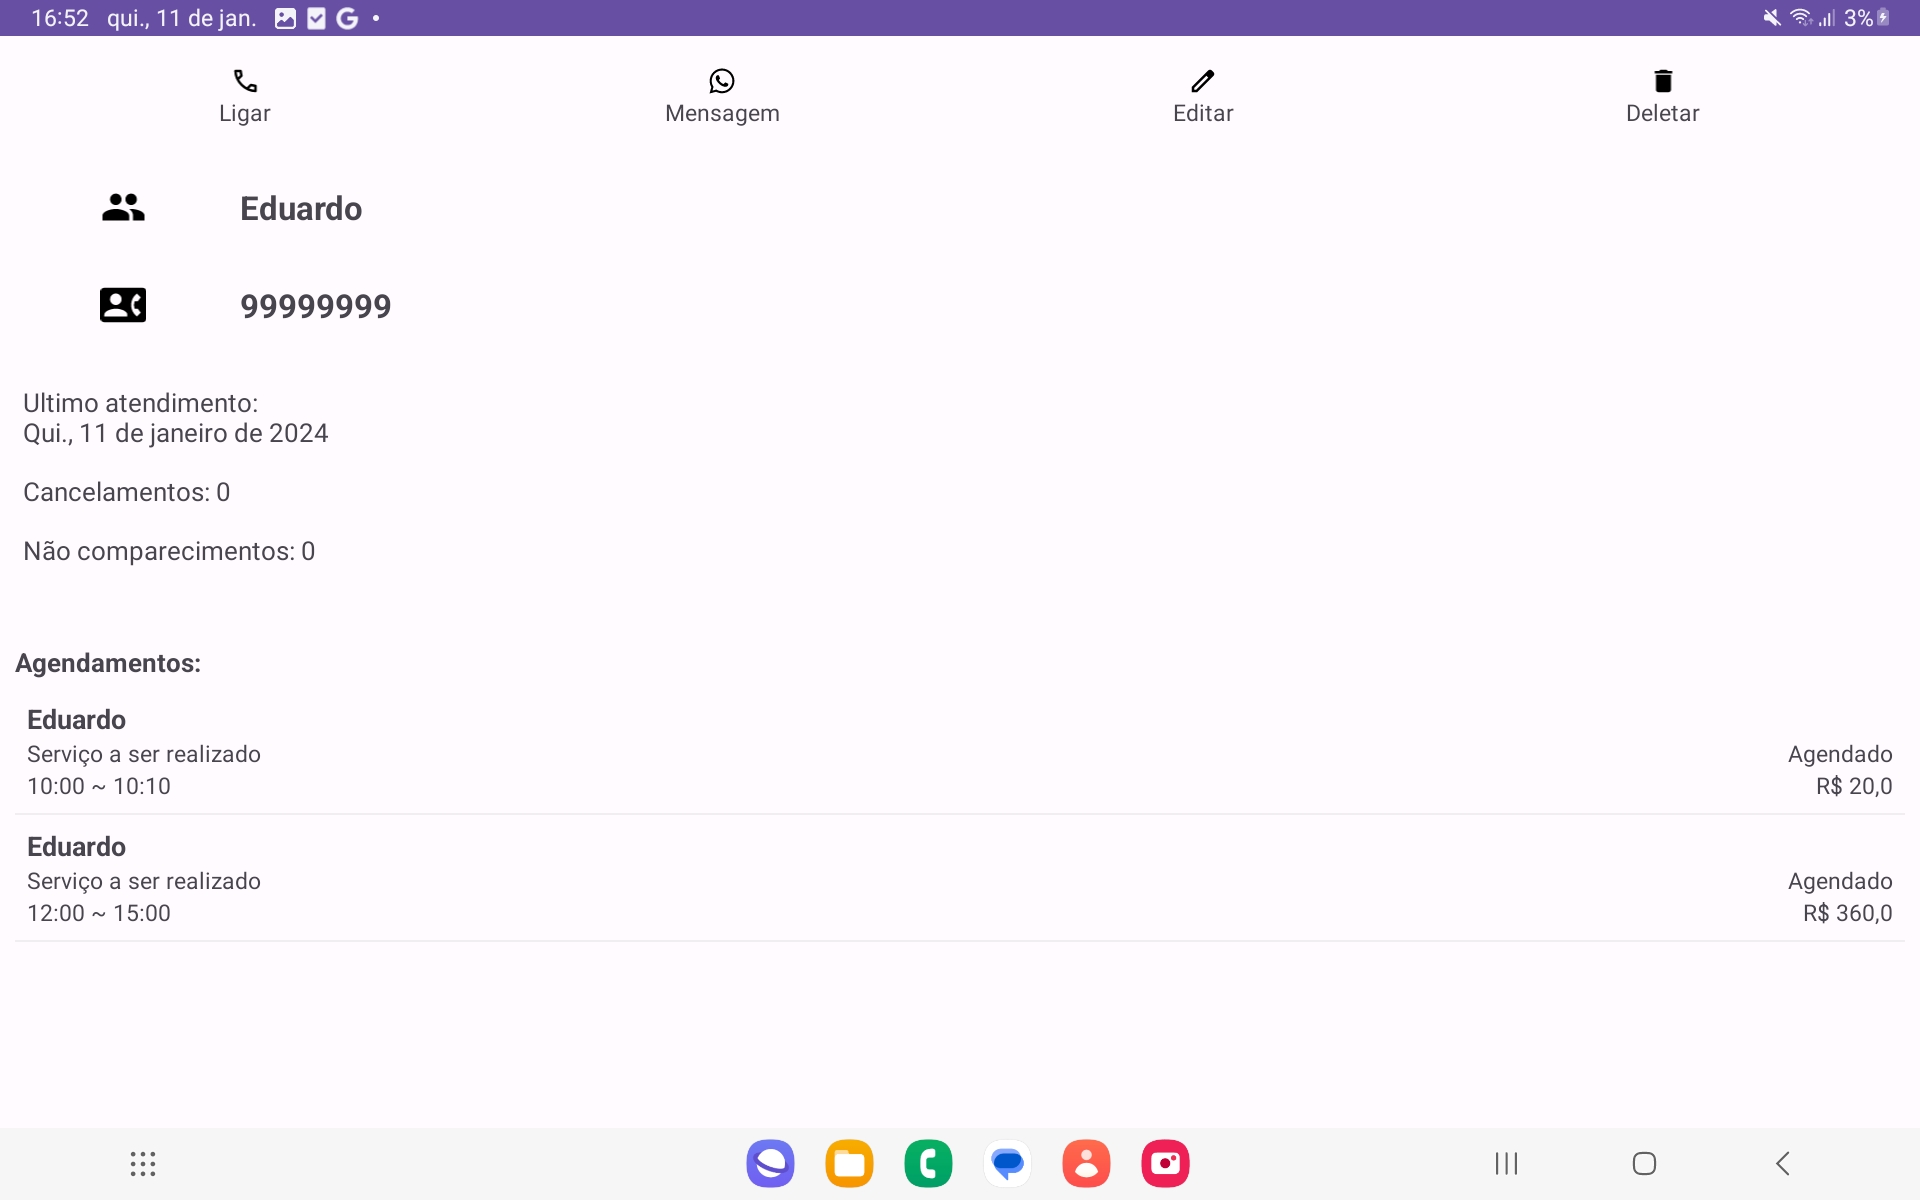 16:52 qui., 11 de jan.
3%
Ligar
Mensagem
Editar
Deletar
Eduardo
99999999
Ultimo atendimento:
Qui., 11 de janeiro de 2024
Cancelamentos: 0
Não comparecimentos: 0
Agendamentos:
Eduardo
Serviço a ser realizado
Agendado
10:00 ~ 10:10
R$ 20,0
Eduardo
Serviço a ser realizado
Agendado
12:00 ~ 15:00
R$ 360,0